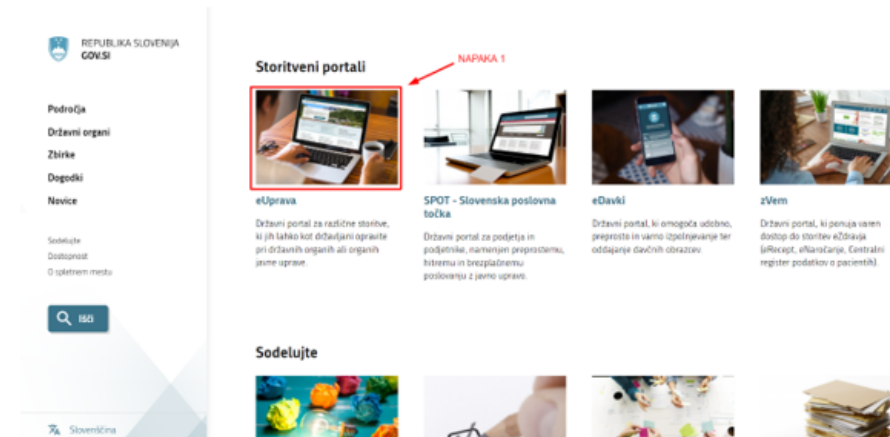 REPUBLIKA SLOVENIJA
GOV.SI
Področja
Državni organi
Zbirke
Dogodki
Novice
Sodelujte
Dostopnost
O spletnem mestu
Išči
Slovenščina
Storitveni portali
NAPAKA 1
eUprava
Državni portal za različne storitve,
ki jih lahko kot državljani opravite
pri državnih organih ali organih
javne uprave.
SPOT - Slovenska poslovna
točka
Državni portal za podjetja in
podjetnike, namenjen preprostemu,
hitremu in brezplačnemu
poslovanju z javno upravo.
eDavki
Državni portal, ki omogoča udobno,
preprosto in varno izpolnjevanje ter
oddajanje davčnih obrazcev.
zVem
Državni portal, ki ponuja varen
dostop do storitev eZdravja
(eRecept, eNaročanje, Centralni
register podatkov o pacientih).
Sodelujte